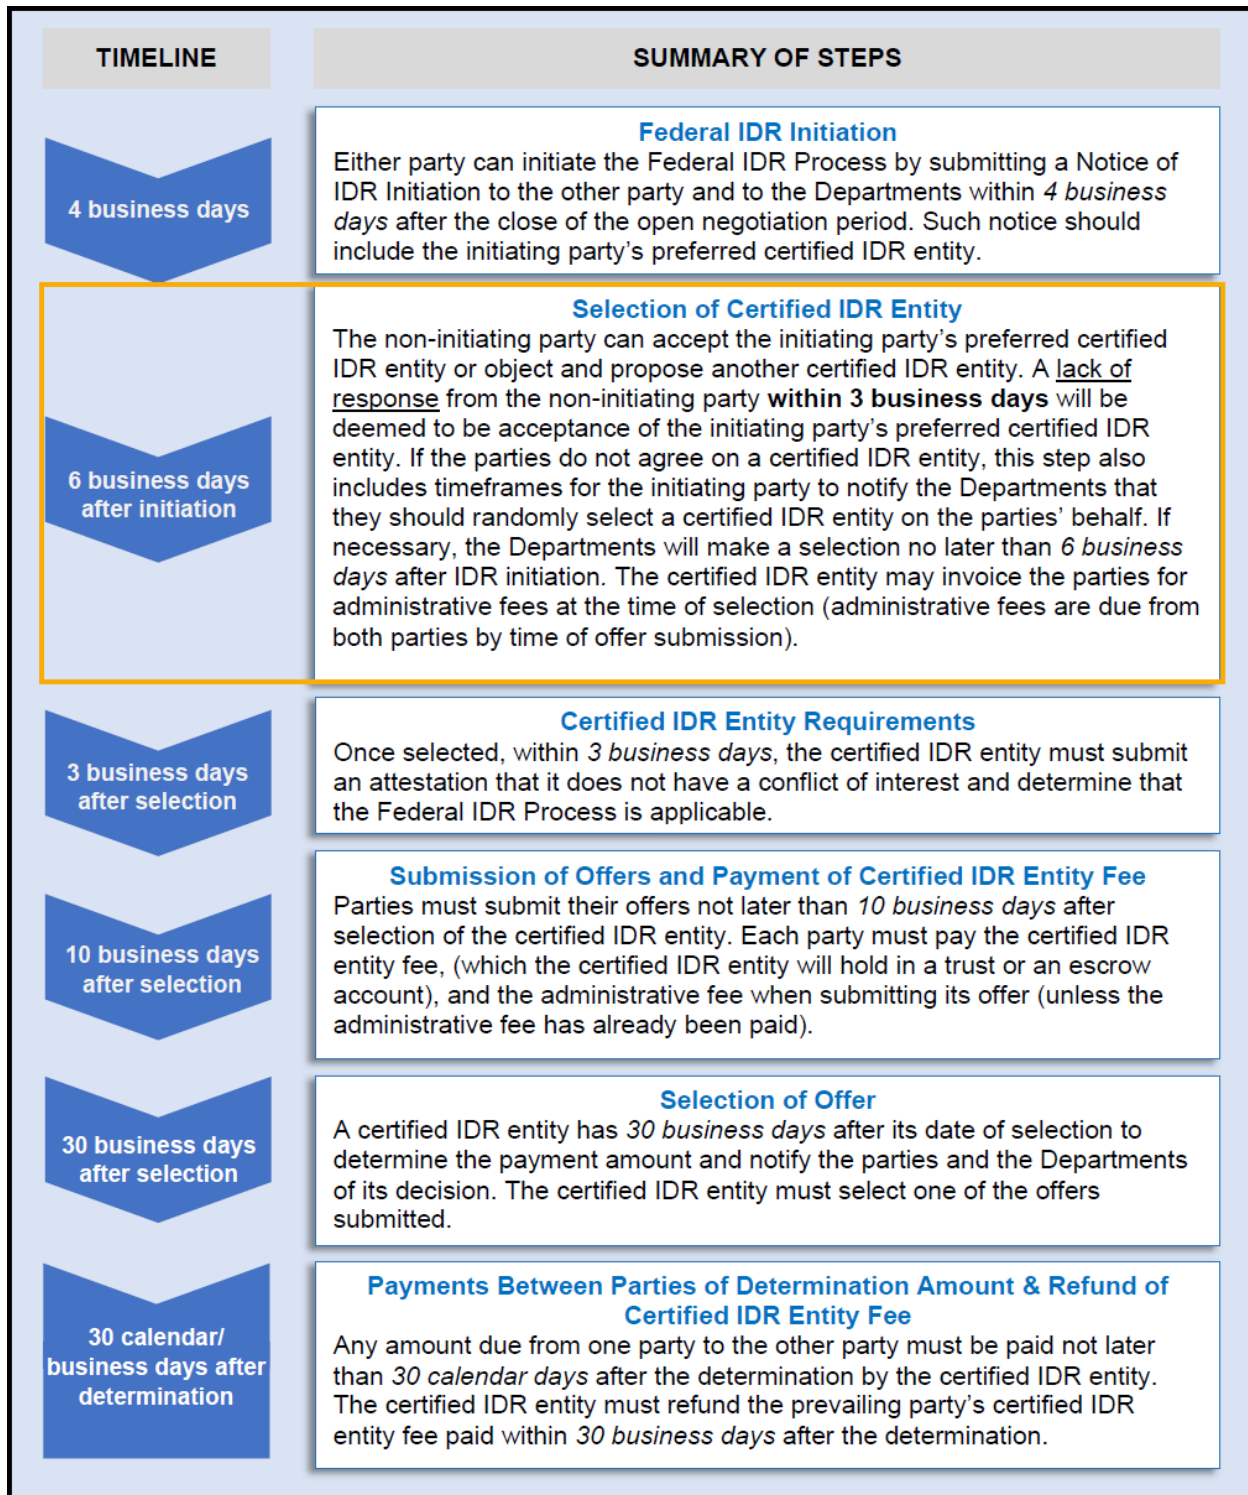 TIMELINE
SUMMARY OF STEPS
4 business days
Federal IDR Initiation
Either party can initiate the Federal IDR Process by submitting a Notice of
IDR Initiation to the other party and to the Departments within 4 business
days after the close of the open negotiation period. Such notice should
include the initiating party’s preferred certified IDR entity.
6 business days
after initiation
Selection of Certified IDR Entity
The non-initiating party can accept the initiating party’s preferred certified
IDR entity or object and propose another certified IDR entity. A lack of
response from the non-initiating party within 3 business days will be
deemed to be acceptance of the initiating party’s preferred certified IDR
entity. If the parties do not agree on a certified IDR entity, this step also
includes timeframes for the initiating party to notify the Departments that
they should randomly select a certified IDR entity on the parties’ behalf. If
necessary, the Departments will make a selection no later than 6 business
days after IDR initiation. The certified IDR entity may invoice the parties for
administrative fees at the time of selection (administrative fees are due from
both parties by time of offer submission).
3 business days
after selection
Certified IDR Entity Requirements
Once selected, within 3 business days, the certified IDR entity must submit
an attestation that it does not have a conflict of interest and determine that
the Federal IDR Process is applicable.
10 business days
after selection
Submission of Offers and Payment of Certified IDR Entity Fee
Parties must submit their offers not later than 10 business days after
selection of the certified IDR entity. Each party must pay the certified IDR
entity fee, (which the certified IDR entity will hold in a trust or an escrow
account), and the administrative fee when submitting its offer (unless the
administrative fee has already been paid).
30 business days
after selection
Selection of Offer
A certified IDR entity has 30 business days after its date of selection to
determine the payment amount and notify the parties and the Departments
of its decision. The certified IDR entity must select one of the offers
submitted.
30 calendar/
business days after
determination
Payments Between Parties of Determination Amount & Refund of
Certified IDR Entity Fee
Any amount due from one party to the other party must be paid not later
than 30 calendar days after the determination by the certified IDR entity.
The certified IDR entity must refund the prevailing party’s certified IDR
entity fee paid within 30 business days after the determination.